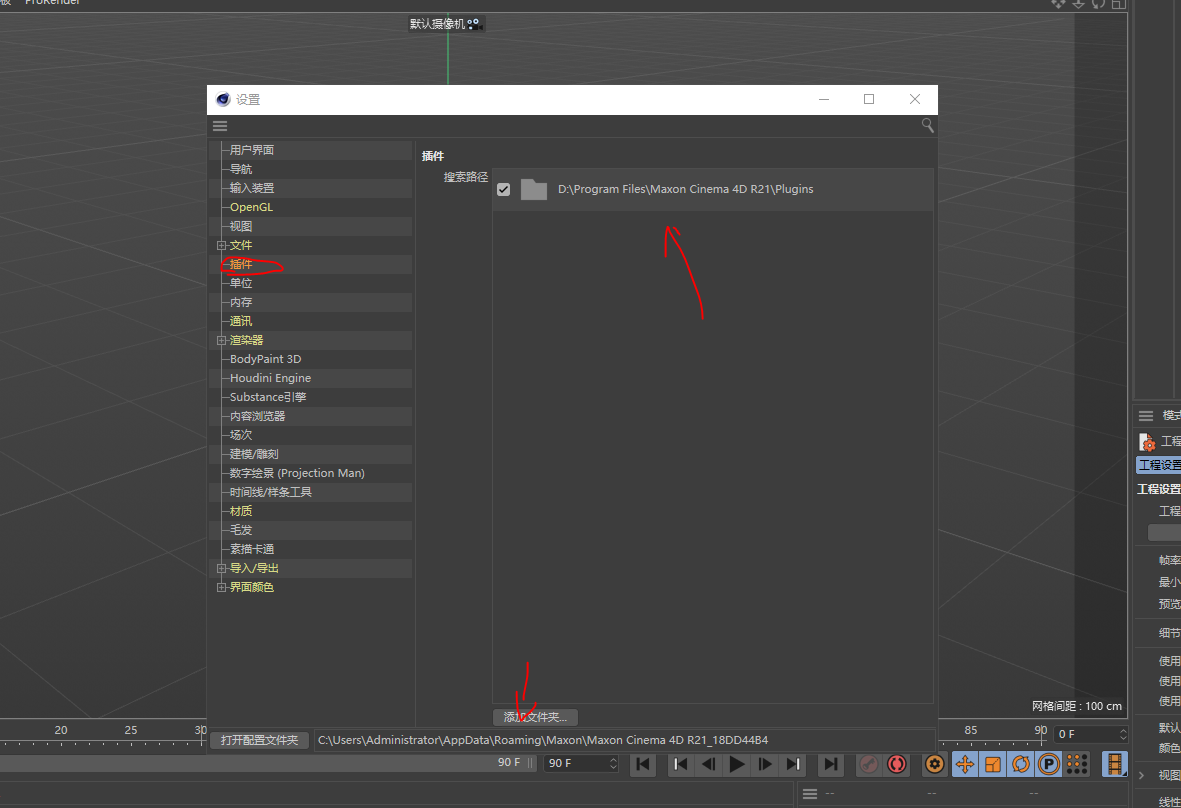 ProRender
默认摄像机
设置
用户界面
导航
输入装置
OpenGL
视图
文件
插件
单位
内存
通讯
渲染器
BodyPaint 3D
Houdini Engine
Substance引擎
内容浏览器
场次
建模/雕刻
数字绘景 (Projection Man)
时间线/样条工具
材质
毛发
素描卡通
导入/导出
界面颜色
插件
搜索路径
D:\Program Files\Maxon Cinema 4D R21\Plugins
添加文件夹...
打开配置文件夹
C:\Users\Administrator\AppData\Roaming\Maxon\Maxon Cinema 4D R21_18DD44B4
网格间距 : 100 cm
20 25 30 85 90 0 F
90 F 90 F
P
-- -- --
模式
工程
工程设置
工程设置
工程
帧率
最小
预览
细节
使用
使用
使用
默认
颜色
视图
线性